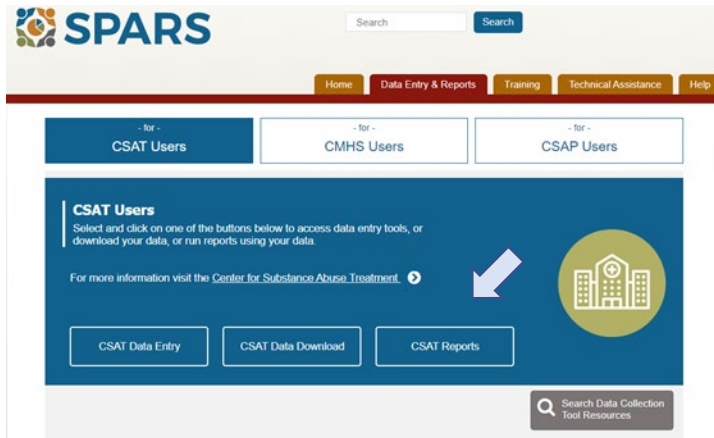 SPARS
Search
Search
Home
Data Entry & Reports
Training
Technical Assistance
Help
- for -
CSAT Users
- for -
CMHS Users
- for -
CSAP Users
CSAT Users
Select and click on one of the buttons below to access data entry tools, or
download your data, or run reports using your data.
For more information visit the Center for Substance Abuse Treatment
CSAT Data Entry
CSAT Data Download
CSAT Reports
Search Data Collection
Tool Resources